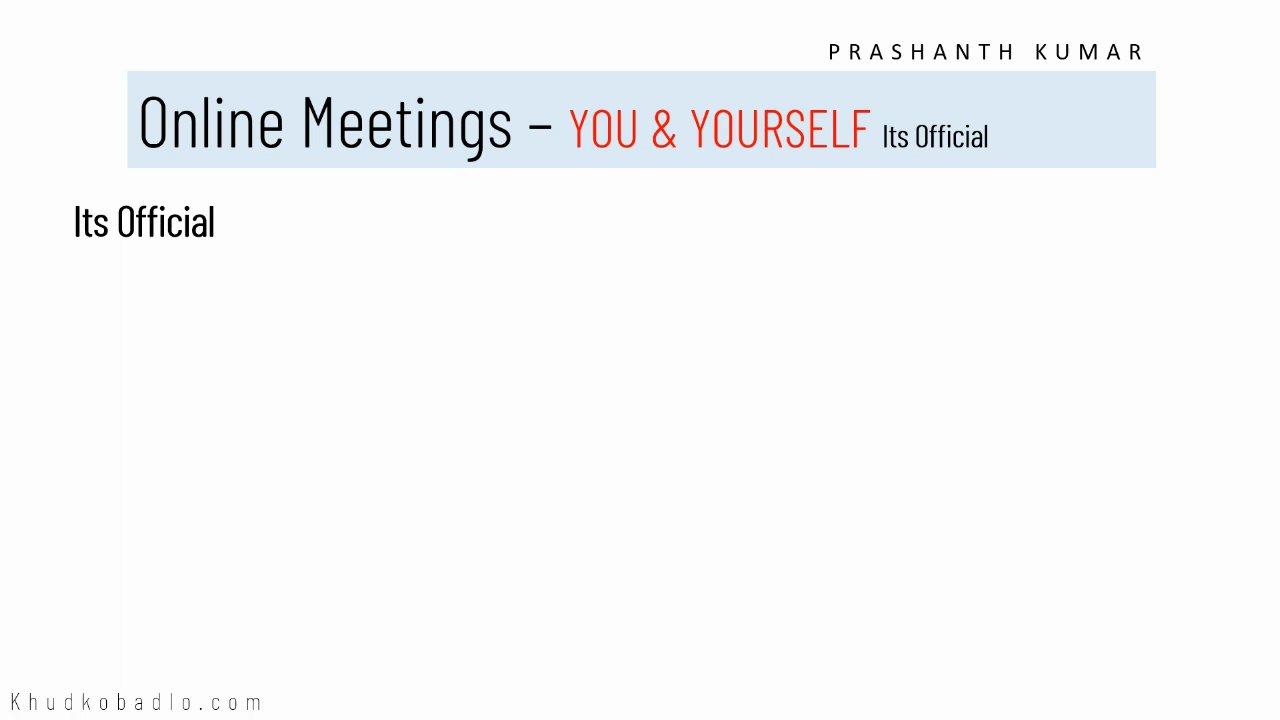 PRASHANTH KUMAR
Online Meetings – YOU & YOURSELF Its Official
Its Official
Khudkobadlo.com